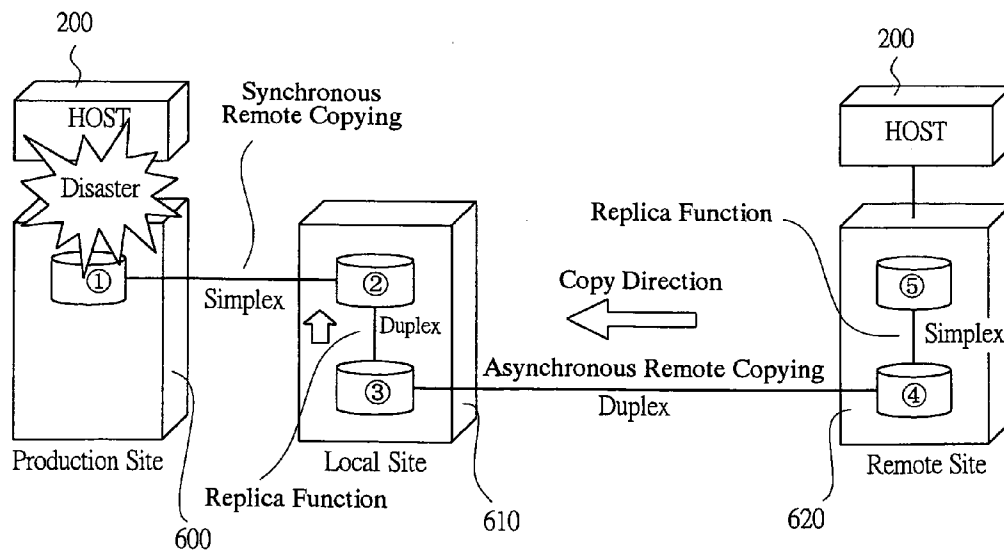 200
HOST
Disaster
①
Production Site
600
Synchronous
Remote Copying
Simplex
②
Duplex
③
Local Site
Replica Function
610
Copy Direction
Asynchronous Remote Copying
Duplex
200
HOST
Replica Function
⑤
Simplex
④
Remote Site
620